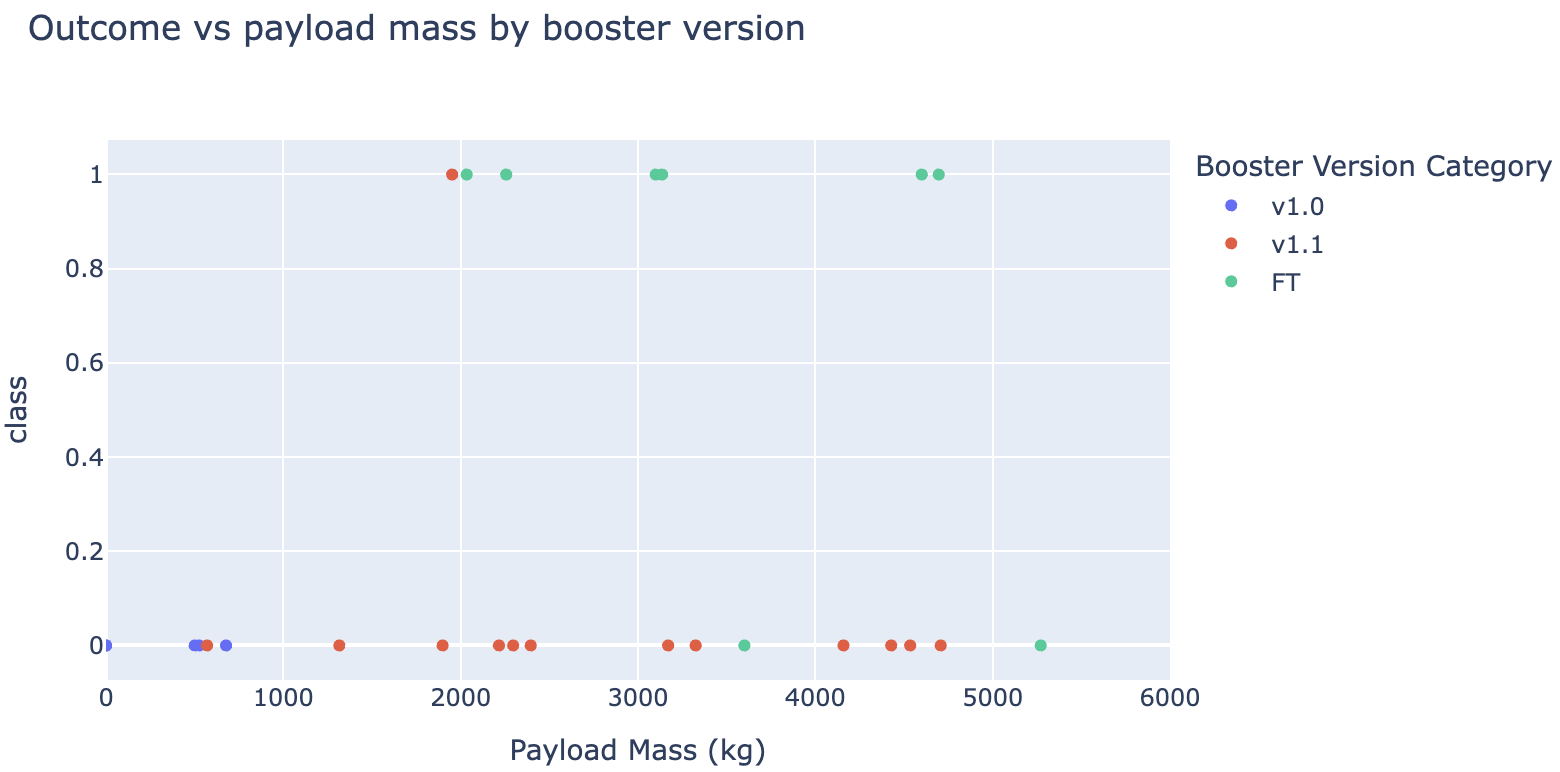 Outcome vs payload mass by booster version
Booster Version Category
v1.0
v1.1
FT
class
1
0.8
0.6
0.4
0.2
0
0 1000 2000 3000 4000 5000 6000
Payload Mass (kg)